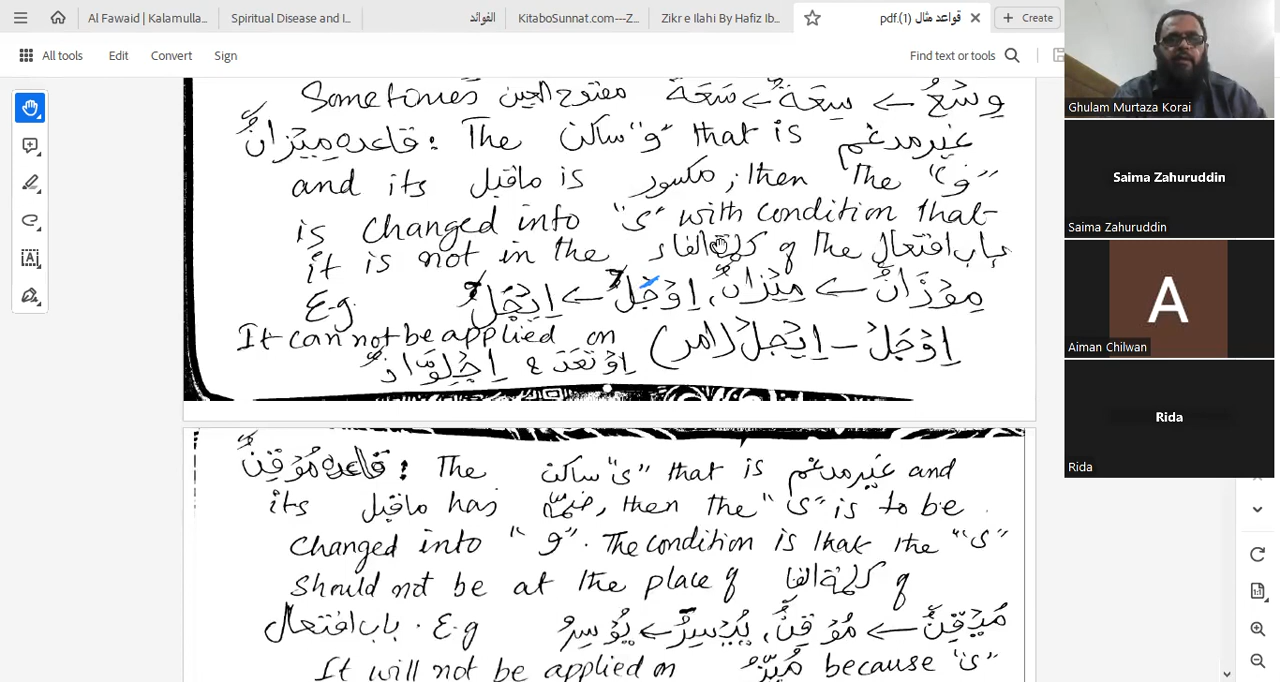 Al Fawaid | Kalamulla...
Spiritual Disease and I...
الفوائد
KitaboSunnat.com---Z...
Zikr e Ilahi By Hafiz Ib...
قواعد مثال (1).pdf
Create
All tools
Edit
Convert
Sign
Find text or tools
Sometimes مفتوح العين وِسْعٌ ← سِعَةٌ ← سَعَةٌ
قاعدہ مِیْزَانٌ: The "و" ساکن that is غیر مدغم
and its ماقبل is مکسور, then the "و"
is changed into "ی" with condition that
it is not in the کلمۃ الفاء of the باب افتعال
E.g مِوْزَانٌ ← مِیْزَانٌ, اِوْجَلْ ← اِیْجَلْ
It can not be applied on اِوْجَلْ – اِیْجَلْ (امر)
اِوْتَعَدَ & اِجْلِوَّاذٌ
قاعدہ مُوْقِنٌ: The "ی" ساکن that is غیر مدغم and
its ماقبل has ضمّہ, then the "ی" is to be
changed into "و". The condition is that the "ی"
should not be at the place of کلمۃ الفا of
باب افتعال. E.g مُیْقِنٌ ← مُوْقِنٌ, یُیْسِرُ ← یُوْسِرُ
It will not be applied on مُیِّزُ because "ی"
Ghulam Murtaza Korai
Saima Zahuruddin
Saima Zahuruddin
A
Aiman Chilwan
Rida
Rida